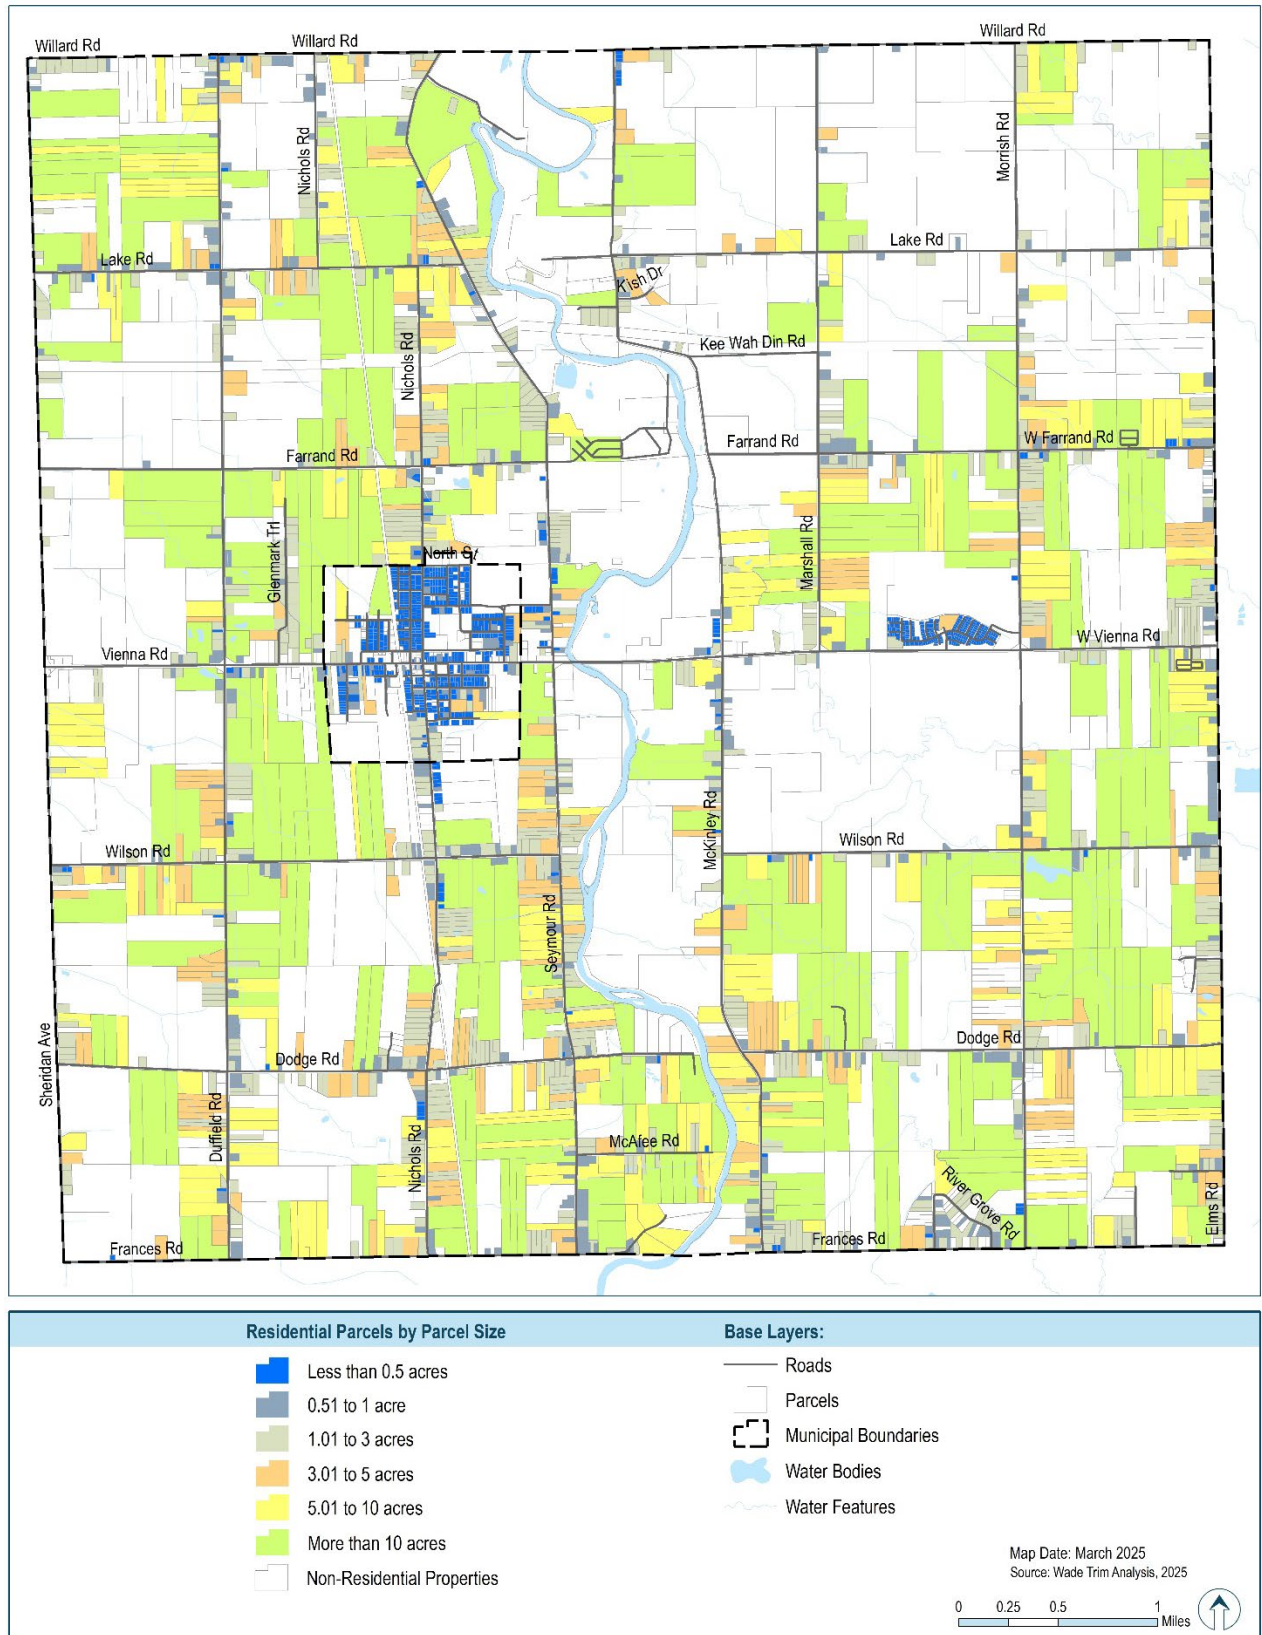 Willard Rd
Willard Rd
Willard Rd
Nichols Rd
Morrish Rd
Lake Rd
Lake Rd
Kish Dr
Nichols Rd
Kee Wah Din Rd
Farrand Rd
Farrand Rd
W Farrand Rd
Glenmark Trl
North St
Marshall Rd
Vienna Rd
W Vienna Rd
McKinley Rd
Wilson Rd
Wilson Rd
Seymour Rd
Sheridan Ave
Dodge Rd
Dodge Rd
Duffield Rd
Nichols Rd
McAfee Rd
River Grove Rd
Elms Rd
Frances Rd
Frances Rd
Residential Parcels by Parcel Size
Less than 0.5 acres
0.51 to 1 acre
1.01 to 3 acres
3.01 to 5 acres
5.01 to 10 acres
More than 10 acres
Non-Residential Properties
Base Layers:
Roads
Parcels
Municipal Boundaries
Water Bodies
Water Features
Map Date: March 2025
Source: Wade Trim Analysis, 2025
0 0.25 0.5 1
Miles